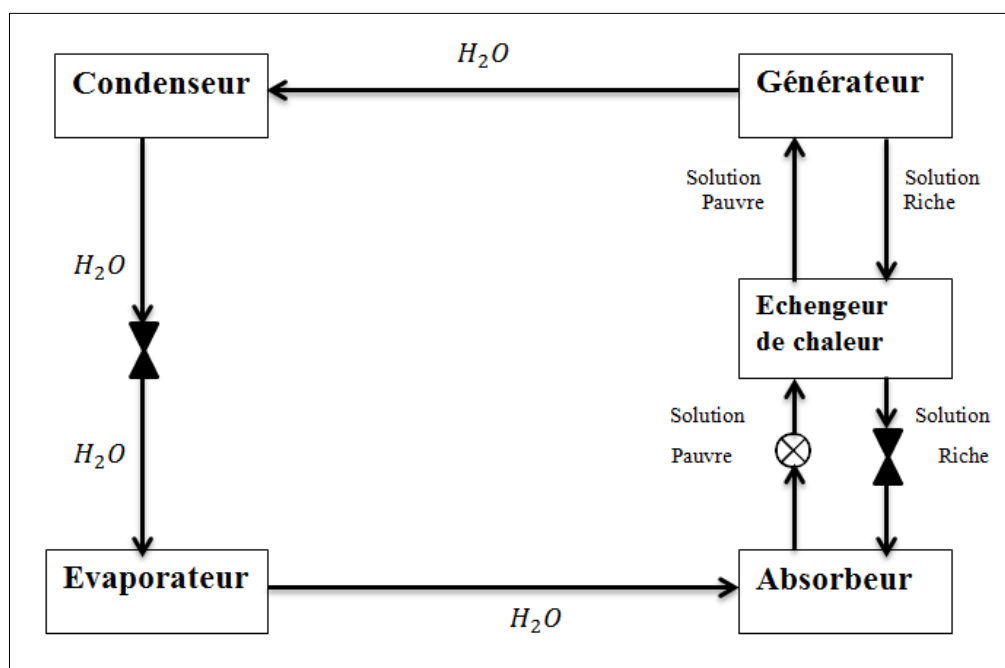 H₂O
Condenseur
Générateur
Solution
Pauvre
Solution
Riche
H₂O
Echengeur
de chaleur
Solution
Pauvre
Solution
Riche
H₂O
Evaporateur
Absorbeur
H₂O